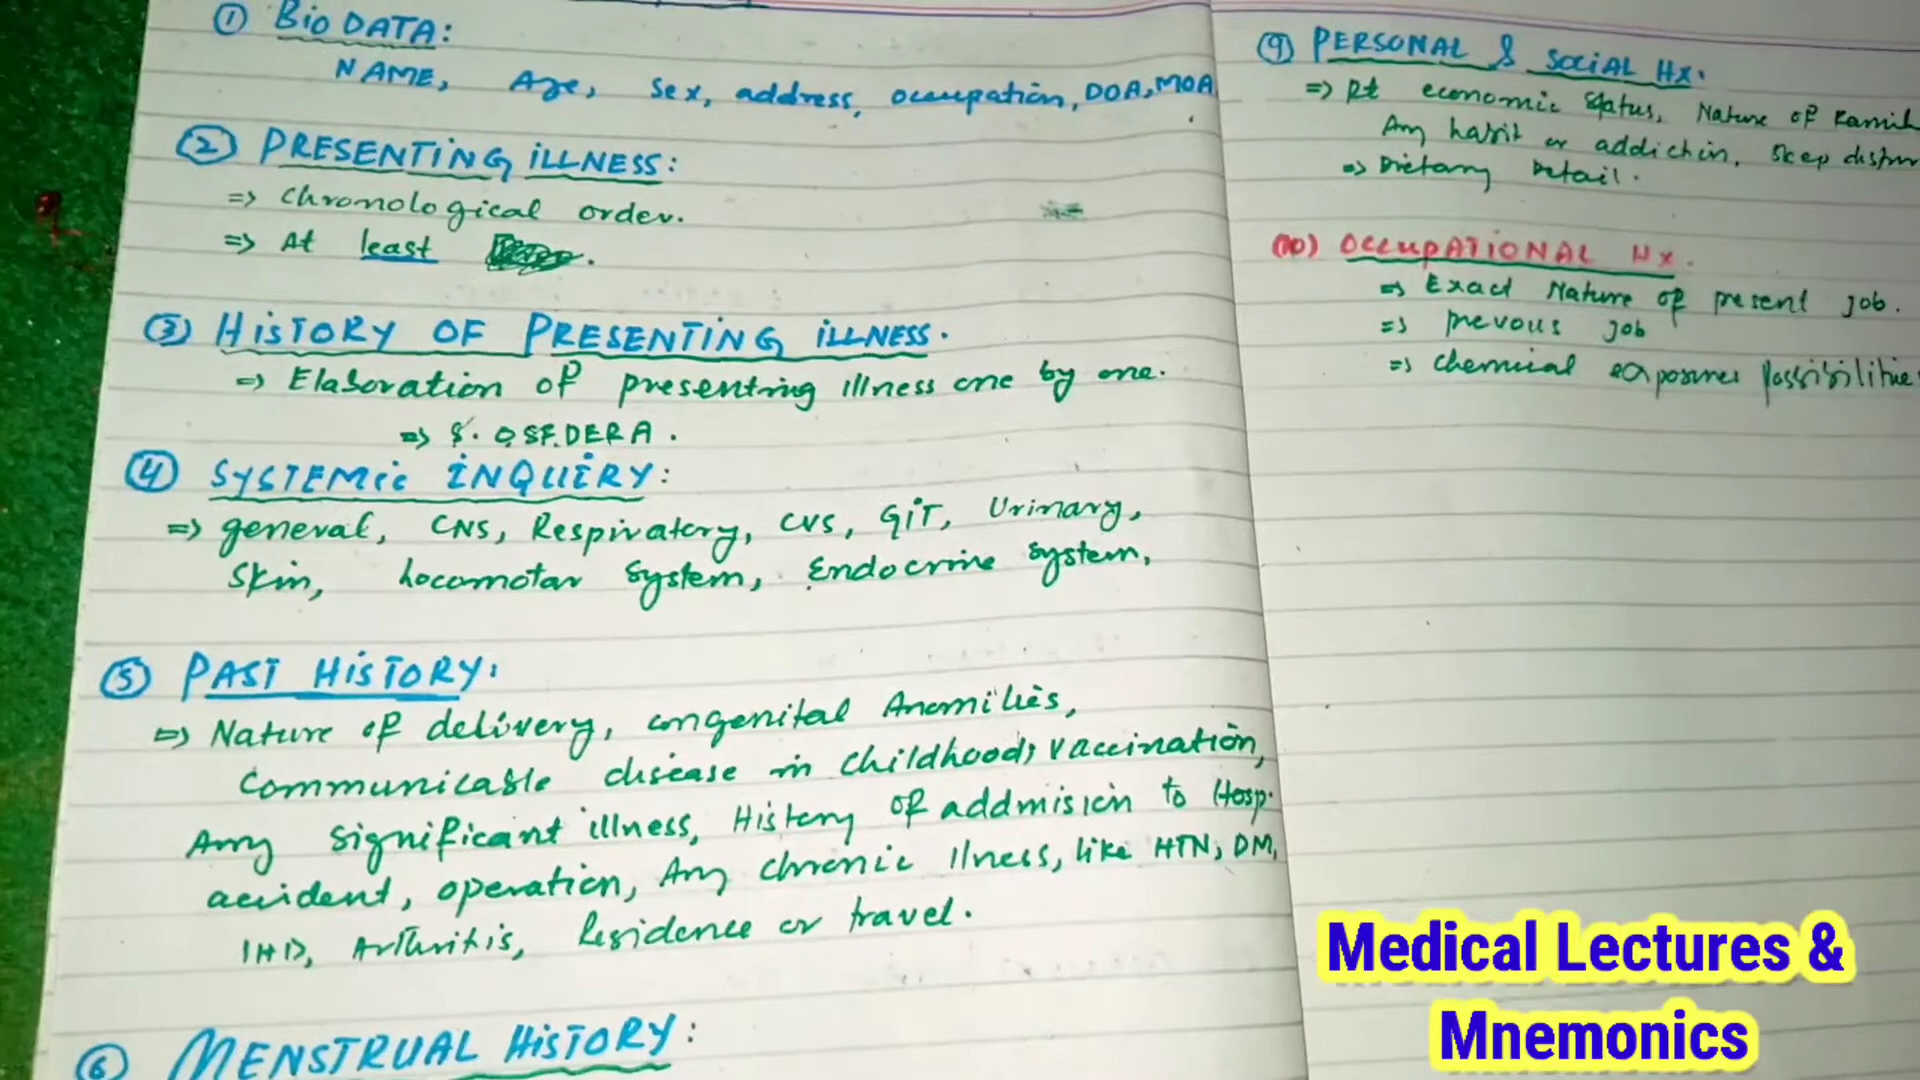 ① BioDATA:
NAME, Age, Sex, address, occupation, DOA, MOA
② PRESENTING ILLNESS:
⇒ Chronological order.
⇒ At least
③ HISTORY OF PRESENTING ILLNESS.
⇒ Elaboration of presenting illness one by one.
⇒ S. OSF.DERA.
④ SYSTEMic INQUIRY:
⇒ general, CNS, Respiratory, CVS, GIT, Urinary,
Skin, locomotar system, Endocrine system,
⑤ PAST HISTORY:
⇒ Nature of delivery, congenital Anomilies,
Communicable disease in childhood, vaccination,
Any significant illness, History of addmision to Hosp.
accident, operation, Any chronic Ilness, like HTN, DM,
IHD, Arthritis, Residence or travel.
⑥ MENSTRUAL HISTORY:
⑨ PERSONAL & SOCIAL HX.
⇒ Pt economic status, Nature of
Any habit or addiction,
⇒ Dietary Detail.
(10) OCCUPATIONAL HX.
⇒ Exact Nature of present job.
⇒ prevous job
⇒ chemical exposures possibilitie
Medical Lectures &
Mnemonics